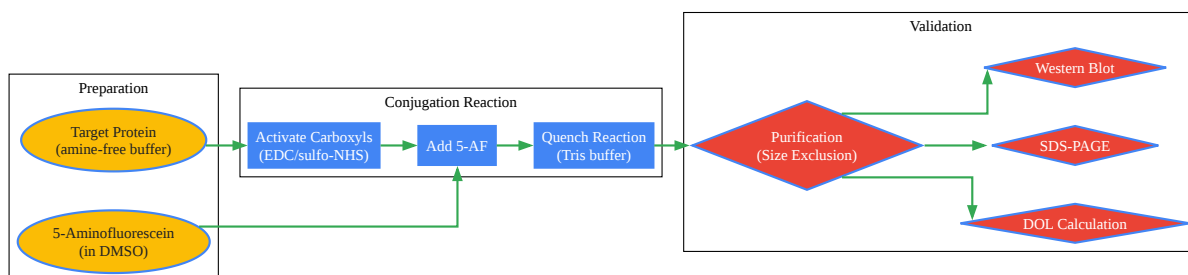 Preparation
Target Protein
(amine-free buffer)
5-Aminofluorescein
(in DMSO)
Conjugation Reaction
Activate Carboxyls
(EDC/sulfo-NHS)
Add 5-AF
Quench Reaction
(Tris buffer)
Validation
Purification
(Size Exclusion)
Western Blot
SDS-PAGE
DOL Calculation